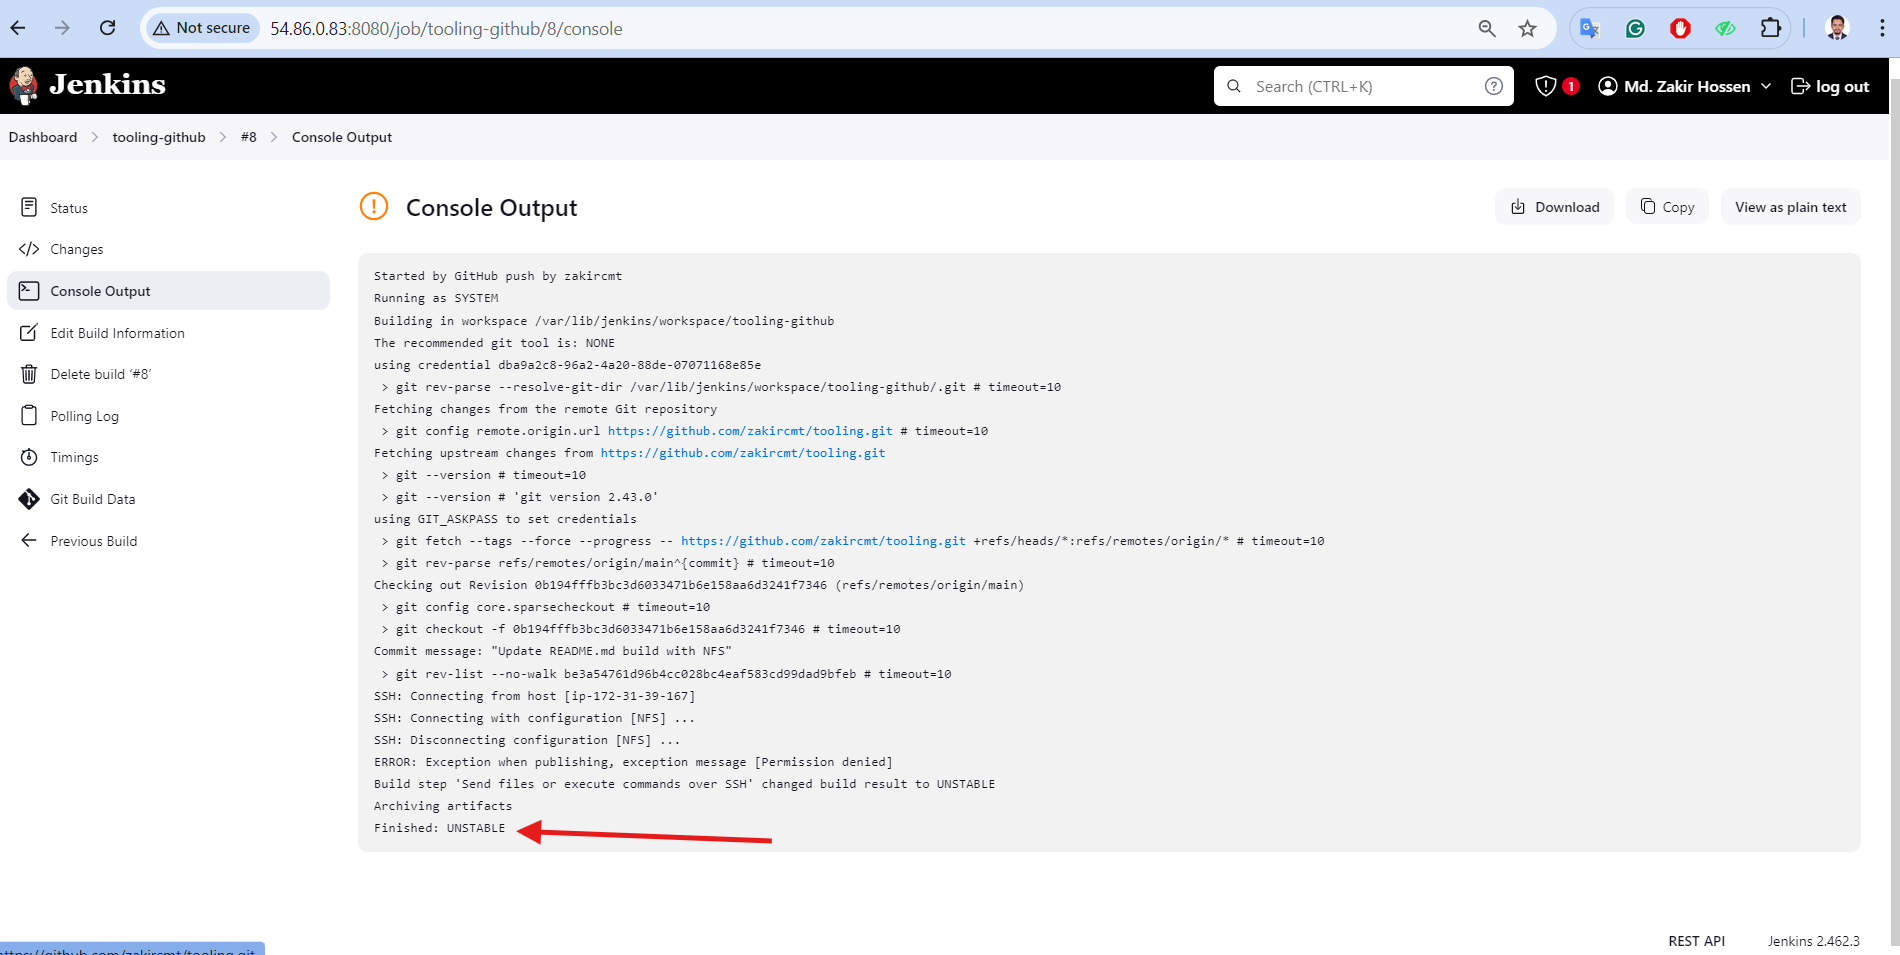 Not secure
54.86.0.83:8080/job/tooling-github/8/console
Jenkins
Search (CTRL+K)
1
Md. Zakir Hossen
log out
Dashboard
tooling-github
#8
Console Output
Status
Changes
Console Output
Edit Build Information
Delete build ‘#8’
Polling Log
Timings
Git Build Data
Previous Build
Console Output
Download
Copy
View as plain text
Started by GitHub push by zakircmt
Running as SYSTEM
Building in workspace /var/lib/jenkins/workspace/tooling-github
The recommended git tool is: NONE
using credential dba9a2c8-96a2-4a20-88de-07071168e85e
> git rev-parse --resolve-git-dir /var/lib/jenkins/workspace/tooling-github/.git # timeout=10
Fetching changes from the remote Git repository
> git config remote.origin.url https://github.com/zakircmt/tooling.git # timeout=10
Fetching upstream changes from https://github.com/zakircmt/tooling.git
> git --version # timeout=10
> git --version # 'git version 2.43.0'
using GIT_ASKPASS to set credentials
> git fetch --tags --force --progress -- https://github.com/zakircmt/tooling.git +refs/heads/*:refs/remotes/origin/* # timeout=10
> git rev-parse refs/remotes/origin/main^{commit} # timeout=10
Checking out Revision 0b194fffb3bc3d6033471b6e158aa6d3241f7346 (refs/remotes/origin/main)
> git config core.sparsecheckout # timeout=10
> git checkout -f 0b194fffb3bc3d6033471b6e158aa6d3241f7346 # timeout=10
Commit message: "Update README.md build with NFS"
> git rev-list --no-walk be3a54761d96b4cc028bc4eaf583cd99dad9bfeb # timeout=10
SSH: Connecting from host [ip-172-31-39-167]
SSH: Connecting with configuration [NFS] ...
SSH: Disconnecting configuration [NFS] ...
ERROR: Exception when publishing, exception message [Permission denied]
Build step 'Send files or execute commands over SSH' changed build result to UNSTABLE
Archiving artifacts
Finished: UNSTABLE
https://github.com/zakircmt/tooling.git
REST API
Jenkins 2.462.3